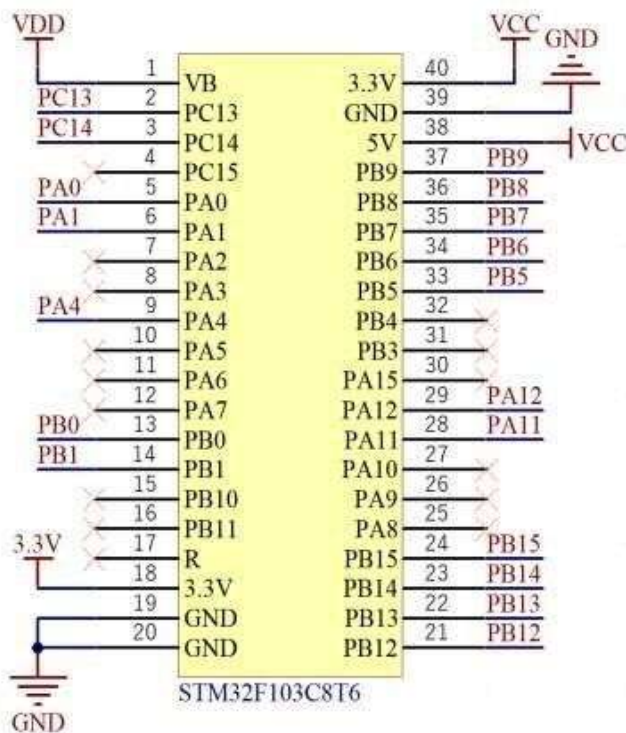 VDD
VCC
GND
1 VB 3.3V 40
PC13 2 PC13 GND 39
PC14 3 PC14 5V 38 VCC
4 PC15 PB9 37 PB9
PA0 5 PA0 PB8 36 PB8
PA1 6 PA1 PB7 35 PB7
7 PA2 PB6 34 PB6
8 PA3 PB5 33 PB5
PA4 9 PA4 PB4 32
10 PA5 PB3 31
11 PA6 PA15 30
12 PA7 PA12 29 PA12
PB0 13 PB0 PA11 28 PA11
PB1 14 PB1 PA10 27
15 PB10 PA9 26
16 PB11 PA8 25
17 R PB15 24 PB15
3.3V
18 3.3V PB14 23 PB14
19 GND PB13 22 PB13
20 GND PB12 21 PB12
STM32F103C8T6
GND